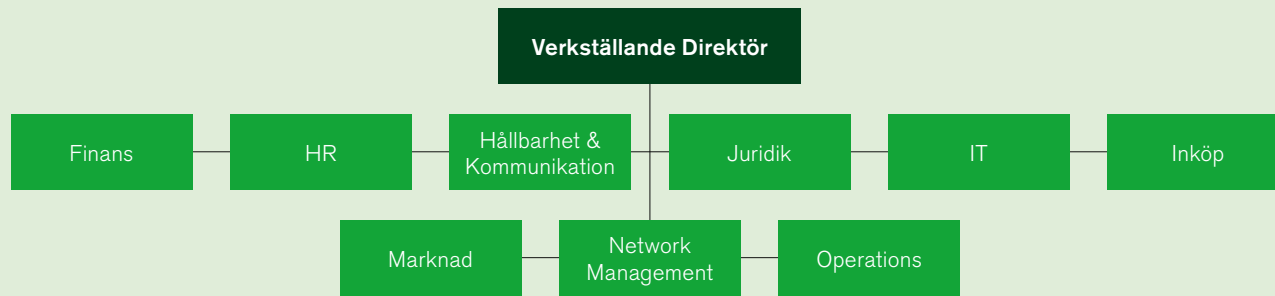 Verkställande Direktör
Finans
HR
Hållbarhet &
Kommunikation
Juridik
IT
Inköp
Marknad
Network
Management
Operations